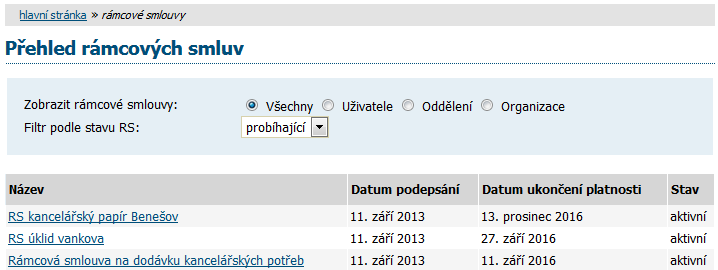 hlavní stránka » rámcové smlouvy
Přehled rámcových smluv
Zobrazit rámcové smlouvy: Všechny Uživatele Oddělení Organizace
Filtr podle stavu RS: probíhající
Název Datum podepsání Datum ukončení platnosti Stav
RS kancelářský papír Benešov 11. září 2013 13. prosinec 2016 aktivní
RS úklid vankova 11. září 2013 27. září 2016 aktivní
Rámcová smlouva na dodávku kancelářských potřeb 11. září 2013 11. září 2016 aktivní